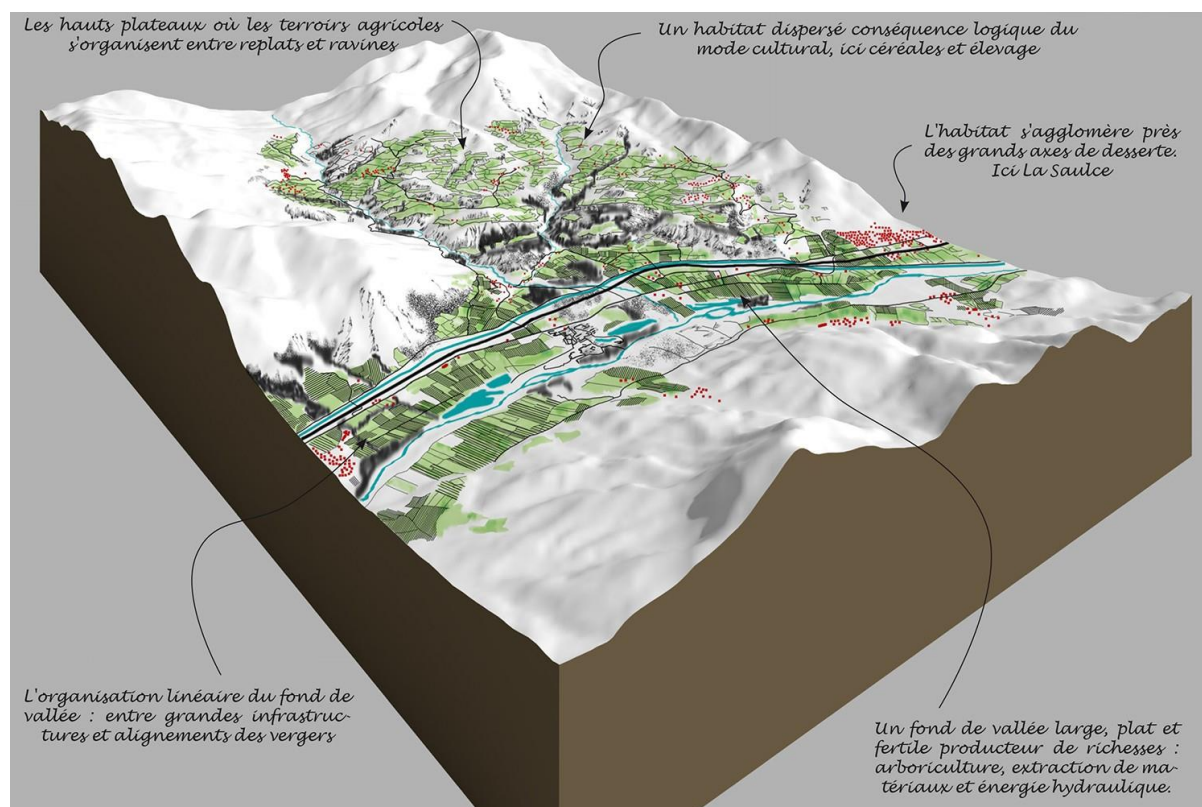 Les hauts plateaux où les terroirs agricoles
s'organisent entre replats et ravines
Un habitat dispersé conséquence logique du
mode cultural, ici céréales et élevage
L'habitat s'agglomère près
des grands axes de desserte.
Ici La Saulce
L'organisation linéaire du fond de
vallée : entre grandes infrastruc-
tures et alignements des vergers
Un fond de vallée large, plat et
fertile producteur de richesses :
arboriculture, extraction de ma-
tériaux et énergie hydraulique.